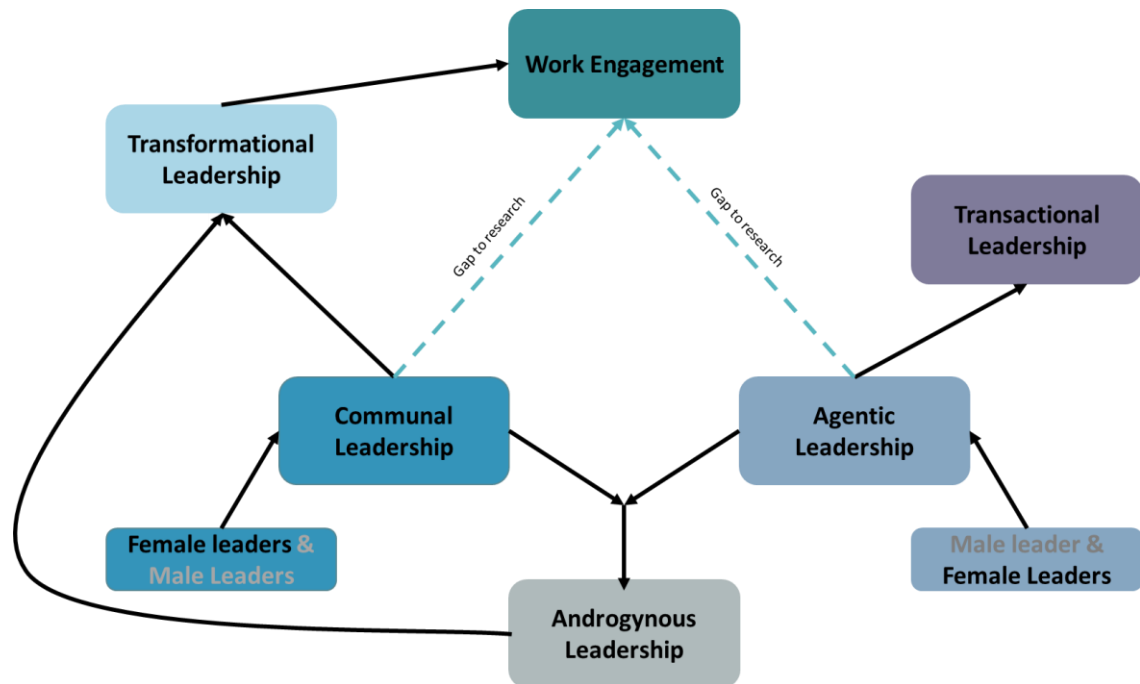 Work Engagement
Transformational
Leadership
Gap to research
Gap to research
Transactional
Leadership
Communal
Leadership
Agentic
Leadership
Female leaders &
Male Leaders
Male leader &
Female Leaders
Androgynous
Leadership